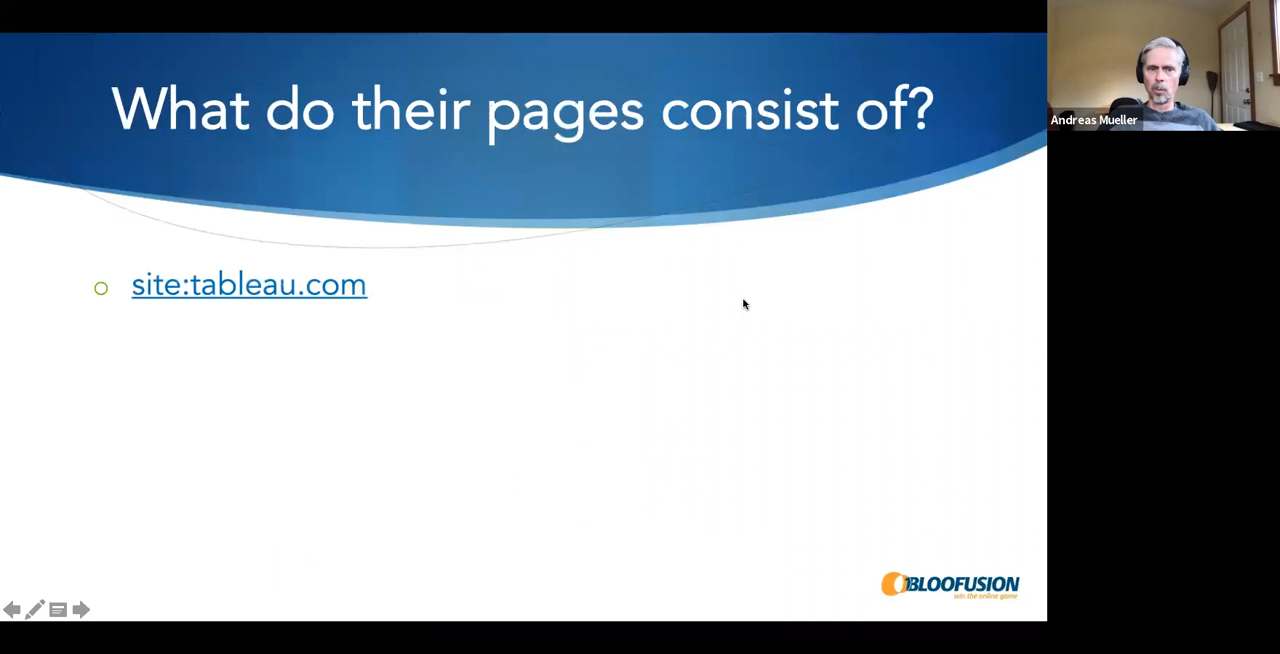 What do their pages consist of?
Andreas Mueller
site:tableau.com
BLOOFUSION
win the online game